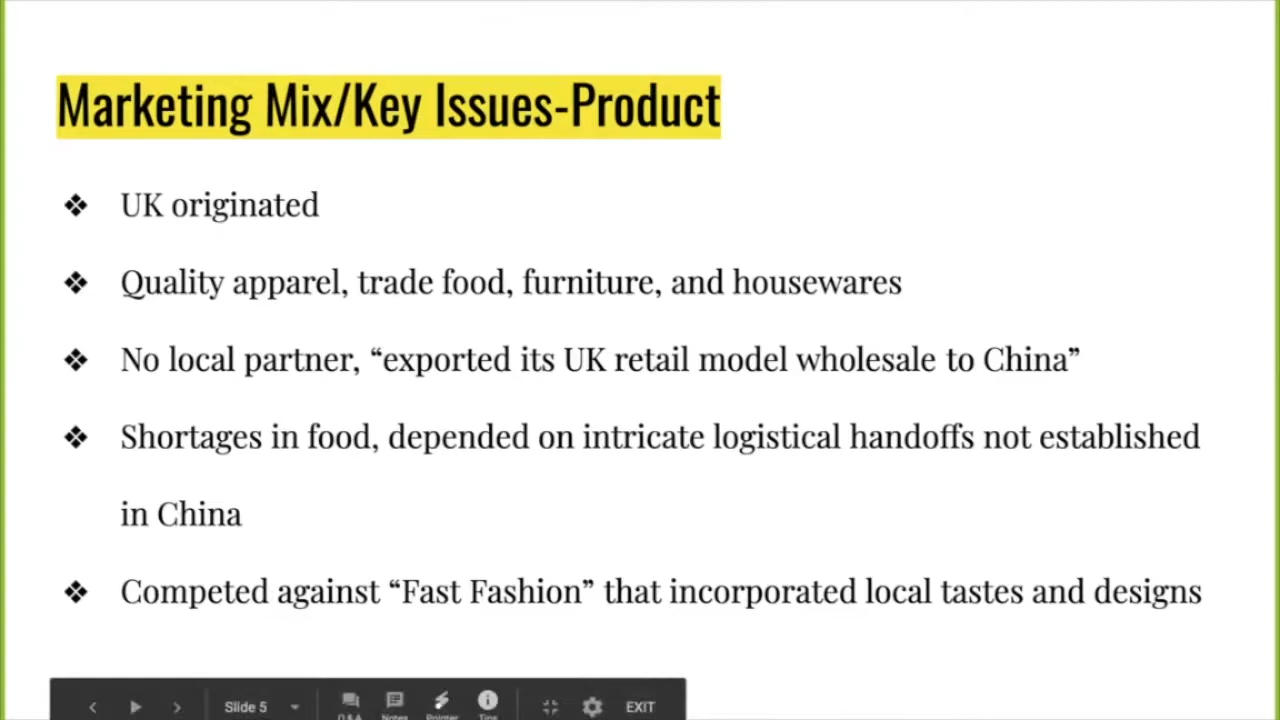 Marketing Mix/Key Issues-Product
❖ UK originated
❖ Quality apparel, trade food, furniture, and housewares
❖ No local partner, “exported its UK retail model wholesale to China”
❖ Shortages in food, depended on intricate logistical handoffs not established
in China
❖ Competed against “Fast Fashion” that incorporated local tastes and designs
Slide 5 Q&A Notes Pointer Tips EXIT